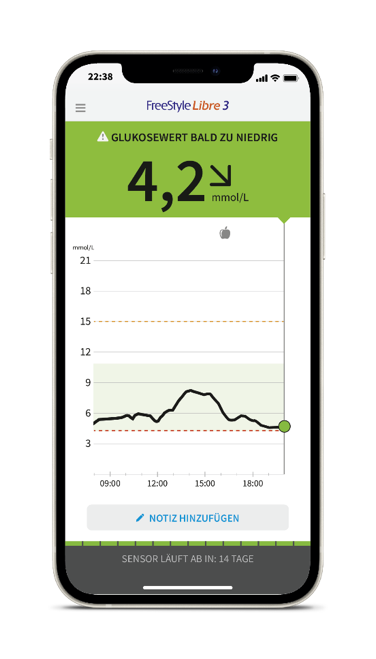 22:38
FreeStyle Libre 3
GLUKOSEWERT BALD ZU NIEDRIG
4,2
mmol/L
mmol/L
21
18
15
12
9
6
3
09:00 12:00 15:00 18:00
NOTIZ HINZUFÜGEN
SENSOR LÄUFT AB IN: 14 TAGE